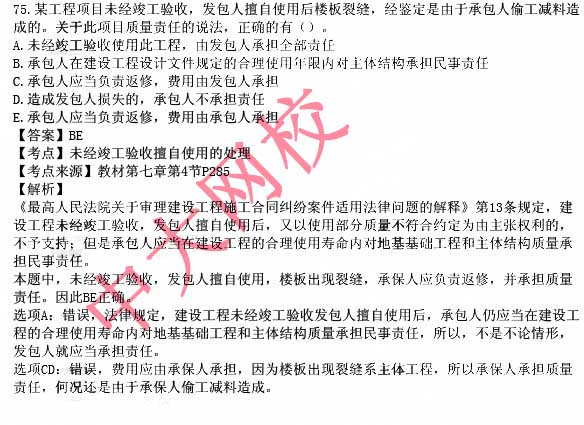 75.某工程项目未经竣工验收，发包人擅自使用后楼板裂缝，经鉴定是由于承包人偷工减料造
成的。关于此项目质量责任的说法，正确的有（）。
A.未经竣工验收使用此工程，由发包人承担全部责任
B.承包人在建设工程设计文件规定的合理使用年限内对主体结构承担民事责任
C.承包人应当负责返修，费用由发包人承担
D.造成发包人损失的，承包人不承担责任
E.承包人应当负责返修，费用由承包人承担
【答案】BE
【考点】未经竣工验收擅自使用的处理
【考点来源】教材第七章第4节P285
【解析】
《最高人民法院关于审理建设工程施工合同纠纷案件适用法律问题的解释》第13条规定，建
设工程未经竣工验收，发包人擅自使用后，又以使用部分质量不符合约定为由主张权利的，
不予支持；但是承包人应当在建设工程的合理使用寿命内对地基基础工程和主体结构质量承
担民事责任。
本题中，未经竣工验收，发包人擅自使用，楼板出现裂缝，承保人应负责返修，并承担质量
责任。因此BE正确。
选项A：错误，法律规定，建设工程未经竣工验收发包人擅自使用后，承包人仍应当在建设工
程的合理使用寿命内对地基基础工程和主体结构质量承担民事责任，所以，不是不论情形，
发包人就应当承担责任。
选项CD：错误，费用应由承保人承担，因为楼板出现裂缝系主体工程，所以承保人承担质量
责任，何况还是由于承保人偷工减料造成。
中大网校